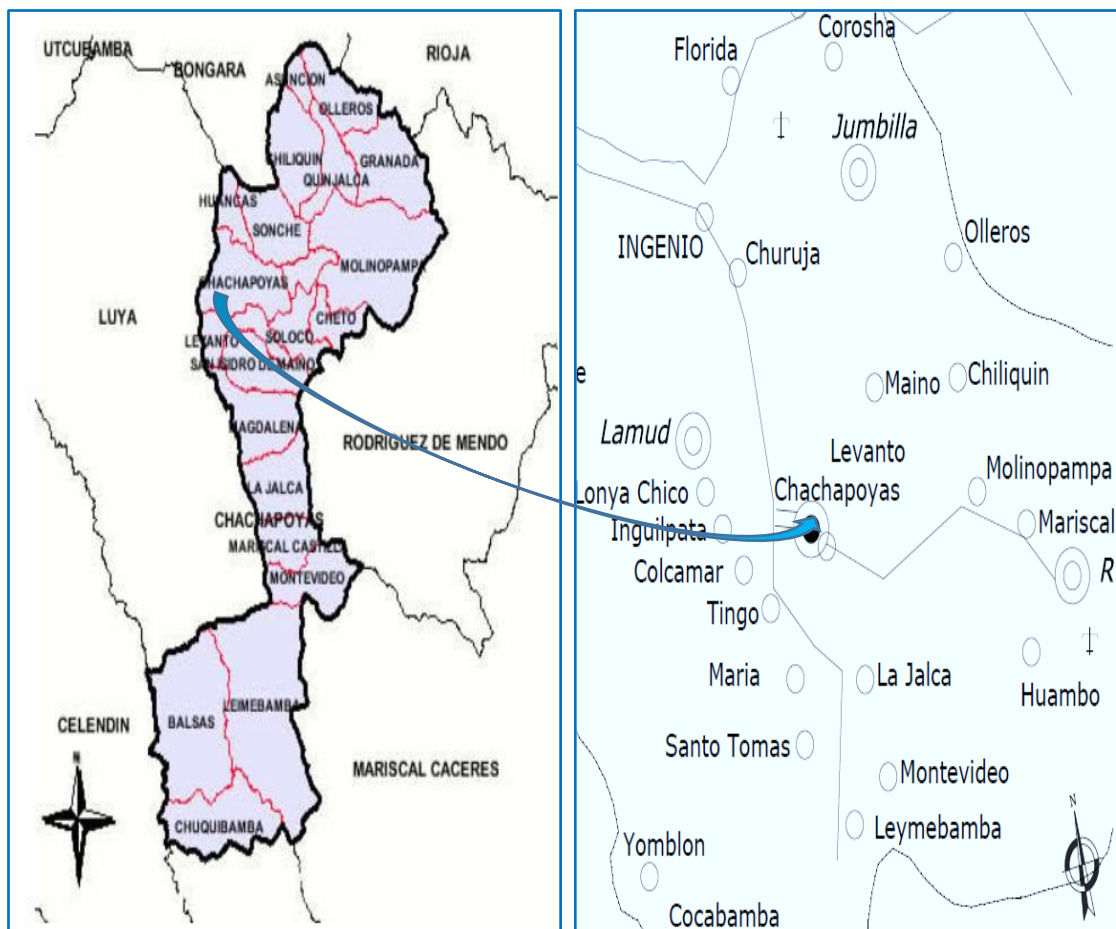 UTCUBAMBA
BONGARA
RIOJA
ASUNCION
OLLEROS
CHILIQUIN
GRANADA
QUINJALCA
HUANCAS
SONCHE
MOLINOPAMPA
CHACHAPOYAS
LUYA
CHETO
SOLOCO
LEVANTO
SAN ISIDRO DE MAINO
MAGDALENA
RODRIGUEZ DE MENDO
LA JALCA
CHACHAPOYAS
MARISCAL CASTILL
MONTEVIDEO
LEIMEBAMBA
BALSAS
CELENDIN
N
MARISCAL CACERES
CHUQUIBAMBA
Corosha
Florida
Jumbilla
Olleros
INGENIO
Churuja
e
Maino
Chiliquin
Lamud
Levanto
Molinopampa
Chachapoyas
Lonya Chico
Mariscal
Inguilpata
Colcamar
R
Tingo
Maria
La Jalca
Huambo
Santo Tomas
Montevideo
N
Leymebamba
Yomblon
Cocabamba